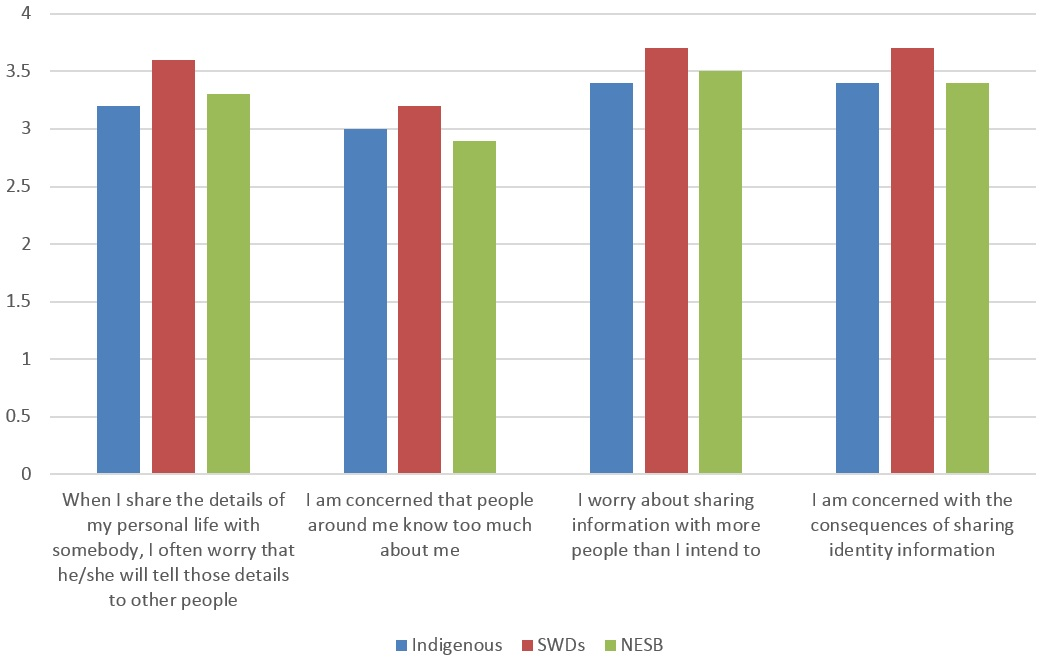 4
3.5
3
2.5
2
1.5
1
0.5
0
When I share the details of
my personal life with
somebody, I often worry that
he/she will tell those details
to other people
I am concerned that people
around me know too much
about me
I worry about sharing
information with more
people than I intend to
I am concerned with the
consequences of sharing
identity information
Indigenous SWDs NESB